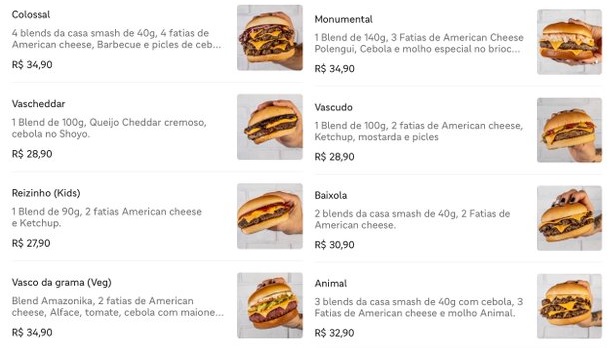 Colossal
4 blends da casa smash de 40g, 4 fatias de
American cheese, Barbecue e picles de ceb...
R$ 34,90
Vascheddar
1 Blend de 100g, Queijo Cheddar cremoso,
cebola no Shoyo.
R$ 28,90
Reizinho (Kids)
1 Blend de 90g, 2 fatias American cheese
e Ketchup.
R$ 27,90
Vasco da grama (Veg)
Blend Amazonika, 2 fatias de American
cheese, Alface, tomate, cebola com maione...
R$ 34,90
Monumental
1 Blend de 140g, 3 Fatias de American Cheese
Polengui, Cebola e molho especial no brioc...
R$ 34,90
Vascudo
1 Blend de 100g, 2 fatias de American cheese,
Ketchup, mostarda e picles
R$ 28,90
Baixola
2 blends da casa smash de 40g, 2 Fatias de
American cheese.
R$ 30,90
Animal
3 blends da casa smash de 40g com cebola, 3
Fatias de American cheese e molho Animal.
R$ 32,90